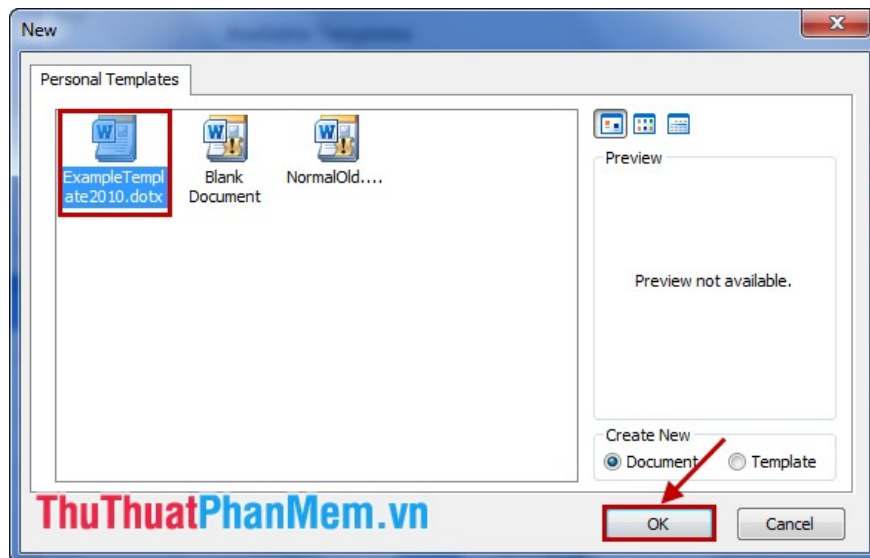 New
Personal Templates
ExampleTempl
ate2010.dotx
Blank
Document
NormalOld....
Preview
Preview not available.
Create New
Document
Template
OK
Cancel
ThuThuatPhanMem.vn